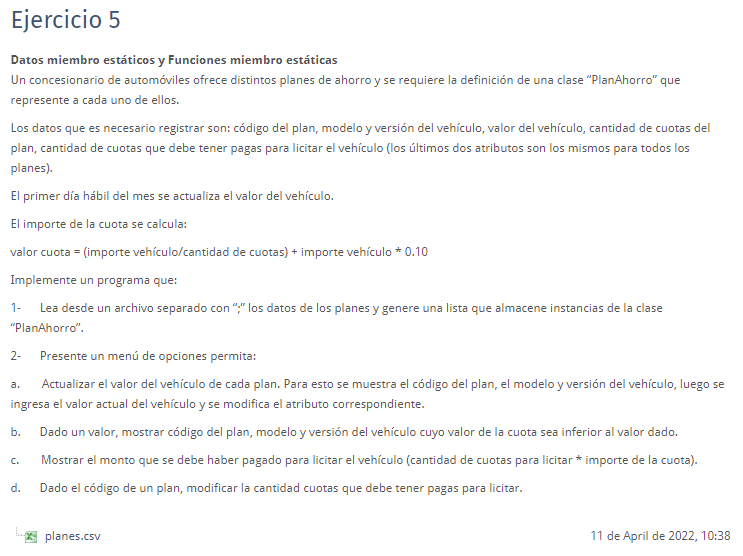 Ejercicio 5
Datos miembro estáticos y Funciones miembro estáticas
Un concesionario de automóviles ofrece distintos planes de ahorro y se requiere la definición de una clase “PlanAhorro” que
represente a cada uno de ellos.
Los datos que es necesario registrar son: código del plan, modelo y versión del vehículo, valor del vehículo, cantidad de cuotas del
plan, cantidad de cuotas que debe tener pagas para licitar el vehículo (los últimos dos atributos son los mismos para todos los
planes).
El primer día hábil del mes se actualiza el valor del vehículo.
El importe de la cuota se calcula:
valor cuota = (importe vehículo/cantidad de cuotas) + importe vehículo * 0.10
Implemente un programa que:
1- Lea desde un archivo separado con “;” los datos de los planes y genere una lista que almacene instancias de la clase
“PlanAhorro”.
2- Presente un menú de opciones permita:
a. Actualizar el valor del vehículo de cada plan. Para esto se muestra el código del plan, el modelo y versión del vehículo, luego se
ingresa el valor actual del vehículo y se modifica el atributo correspondiente.
b. Dado un valor, mostrar código del plan, modelo y versión del vehículo cuyo valor de la cuota sea inferior al valor dado.
c. Mostrar el monto que se debe haber pagado para licitar el vehículo (cantidad de cuotas para licitar * importe de la cuota).
d. Dado el código de un plan, modificar la cantidad cuotas que debe tener pagas para licitar.
planes.csv 11 de April de 2022, 10:38